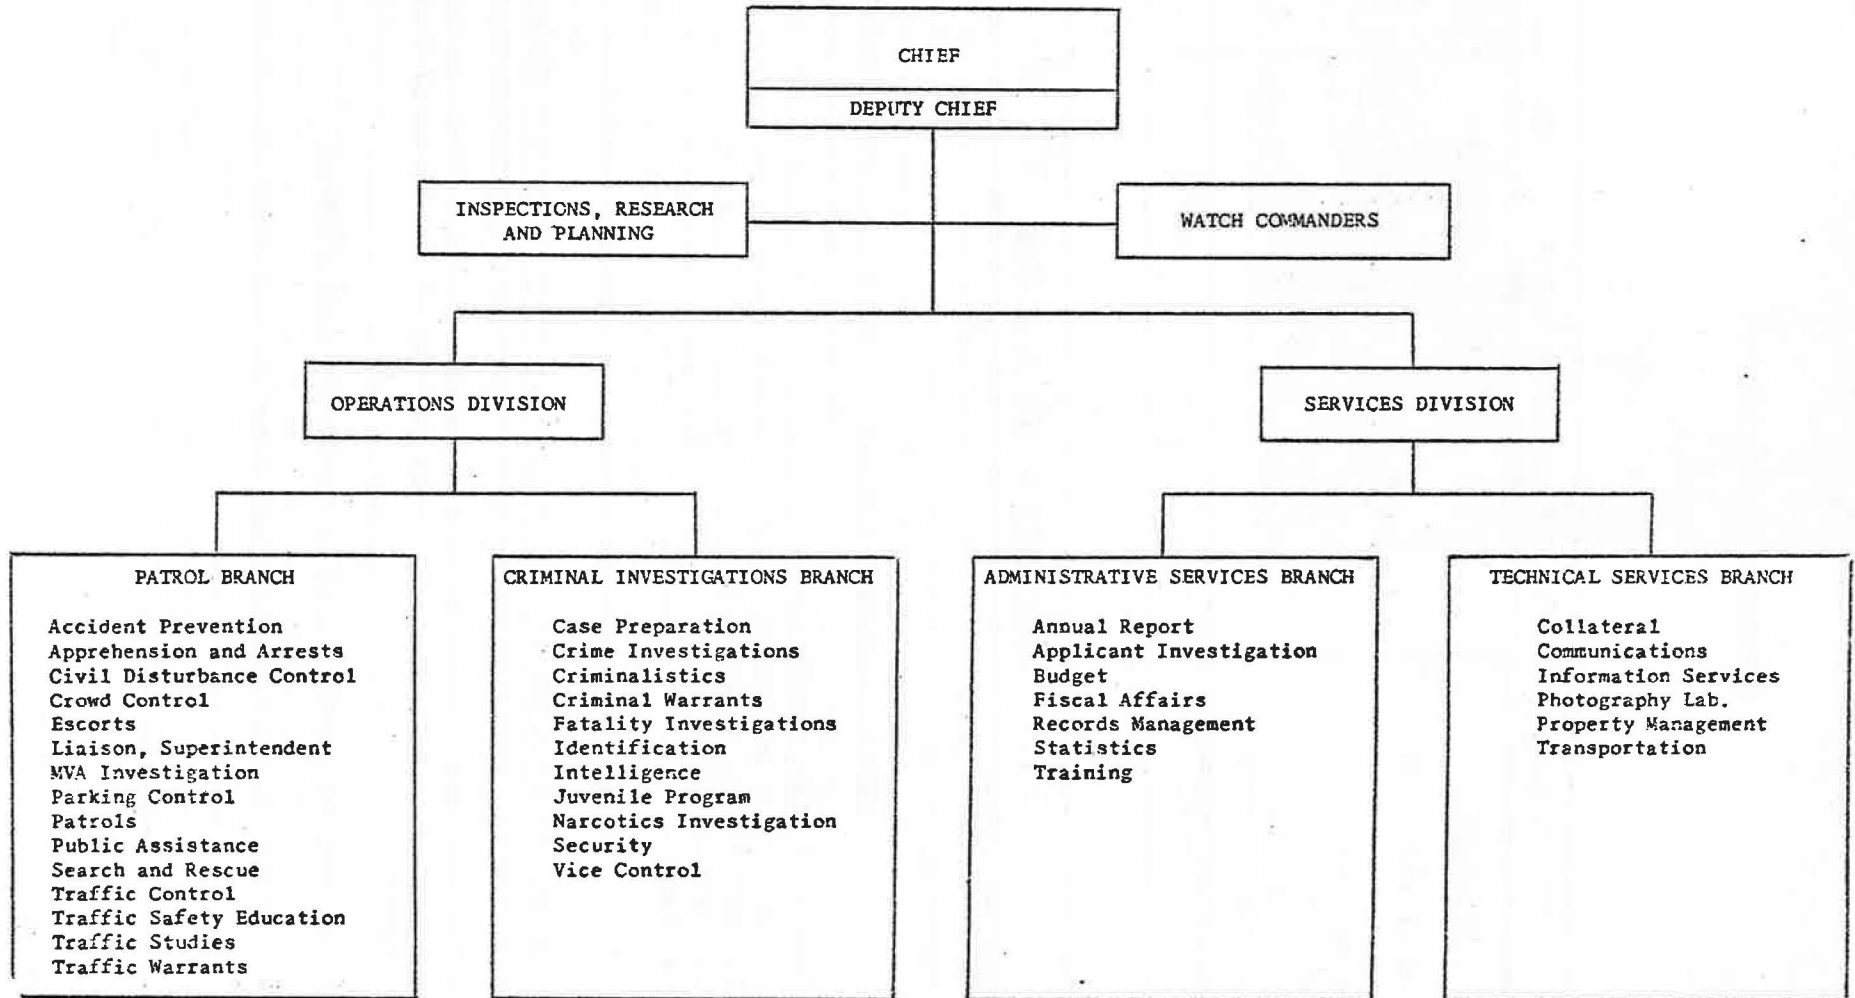 CHIEF
DEPUTY CHIEF
INSPECTIONS, RESEARCH
AND PLANNING
WATCH COMMANDERS
OPERATIONS DIVISION
SERVICES DIVISION
PATROL BRANCH
Accident Prevention
Apprehension and Arrests
Civil Disturbance Control
Crowd Control
Escorts
Liaison, Superintendent
MVA Investigation
Parking Control
Patrols
Public Assistance
Search and Rescue
Traffic Control
Traffic Safety Education
Traffic Studies
Traffic Warrants
CRIMINAL INVESTIGATIONS BRANCH
Case Preparation
Crime Investigations
Criminalistics
Criminal Warrants
Fatality Investigations
Identification
Intelligence
Juvenile Program
Narcotics Investigation
Security
Vice Control
ADMINISTRATIVE SERVICES BRANCH
Annual Report
Applicant Investigation
Budget
Fiscal Affairs
Records Management
Statistics
Training
TECHNICAL SERVICES BRANCH
Collateral
Communications
Information Services
Photography Lab.
Property Management
Transportation